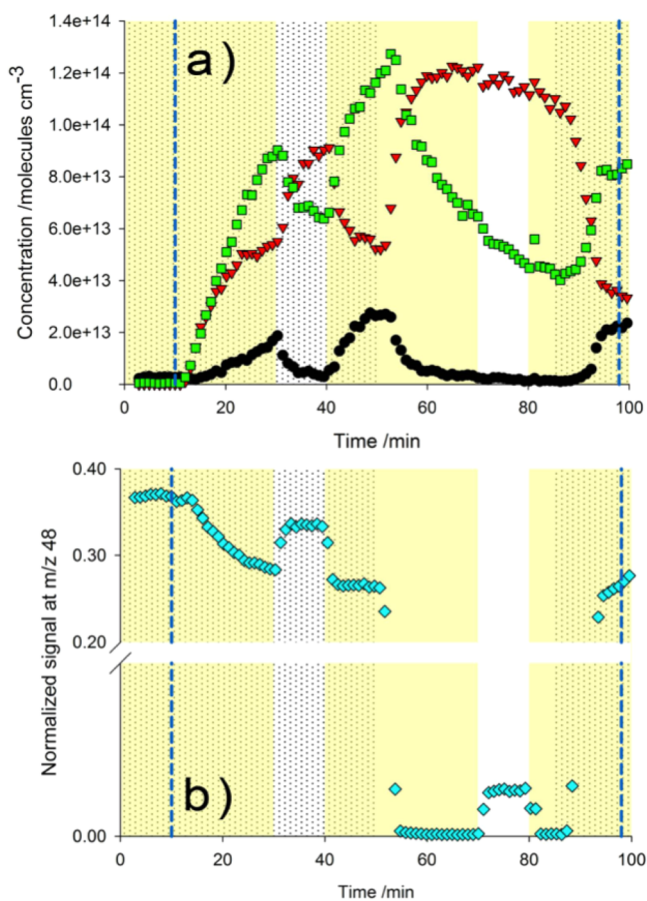 a)
1.4e+14
1.2e+14
1.0e+14
8.0e+13
6.0e+13
4.0e+13
2.0e+13
0.0
Concentration /molecules cm-3
0 20 40 60 80 100
Time /min
0.40
0.30
0.20
0.00
Normalized signal at m/z 48
b)
0 20 40 60 80 100
Time /min